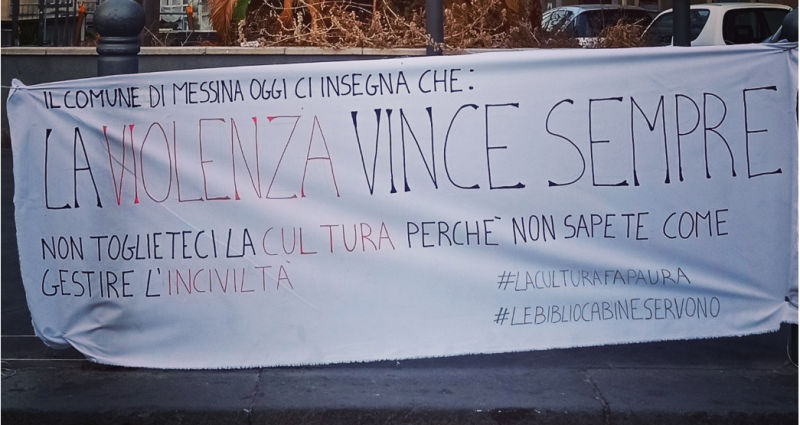 IL COMUNE DI MESSINA OGGI CI INSEGNA CHE:
LA VIOLENZA VINCE SEMPRE
NON TOGLIETECI LA CULTURA PERCHÈ NON SAPETE COME
GESTIRE L'INCIVILTÀ
#LACULTURAFAPAURA
#LEBIBLIOCABINESERVONO